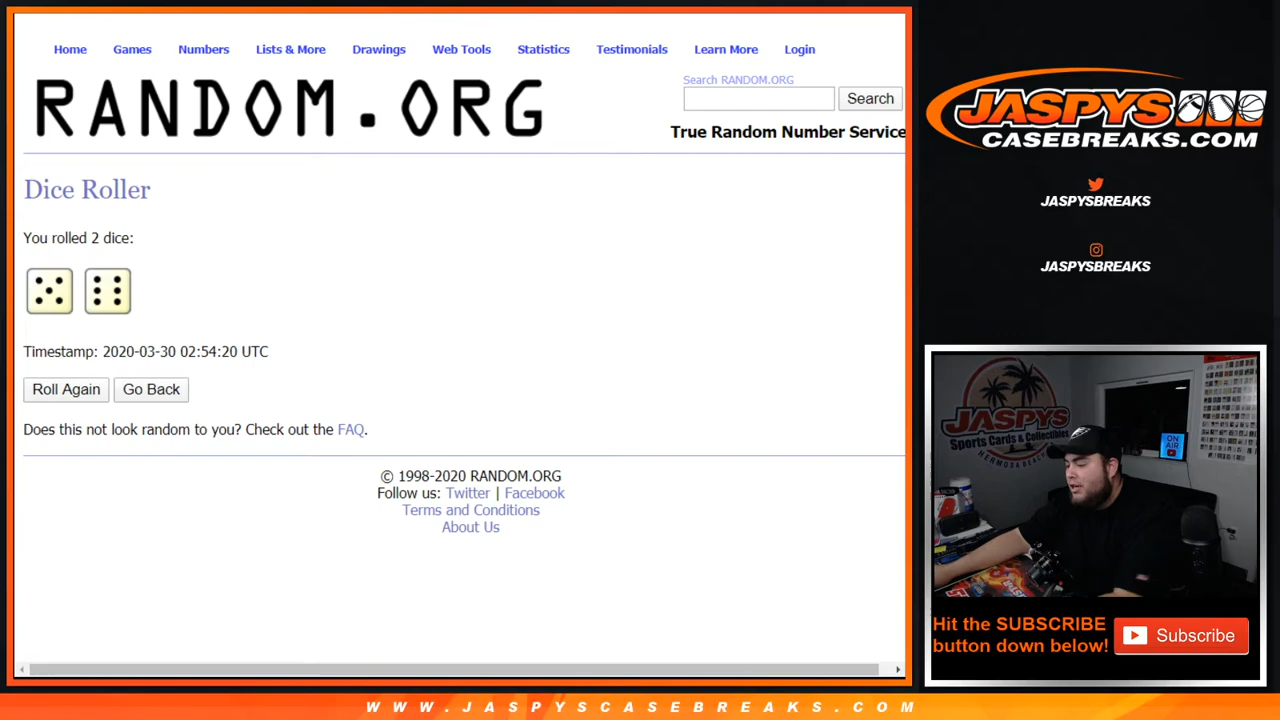 Home Games Numbers Lists & More Drawings Web Tools Statistics Testimonials Learn More Login
RANDOM.ORG
Search RANDOM.ORG
Search
True Random Number Service
Dice Roller
You rolled 2 dice:
Timestamp: 2020-03-30 02:54:20 UTC
Roll Again Go Back
Does this not look random to you? Check out the FAQ.
© 1998-2020 RANDOM.ORG
Follow us: Twitter | Facebook
Terms and Conditions
About Us
JASPYS
CASEBREAKS.COM
JASPYSBREAKS
JASPYSBREAKS
JASPYS
Sports Cards & Collectibles
HERMOSA BEACH
ON
AIR
Hit the SUBSCRIBE
button down below!
Subscribe
WWW.JASPYSCASEBREAKS.COM